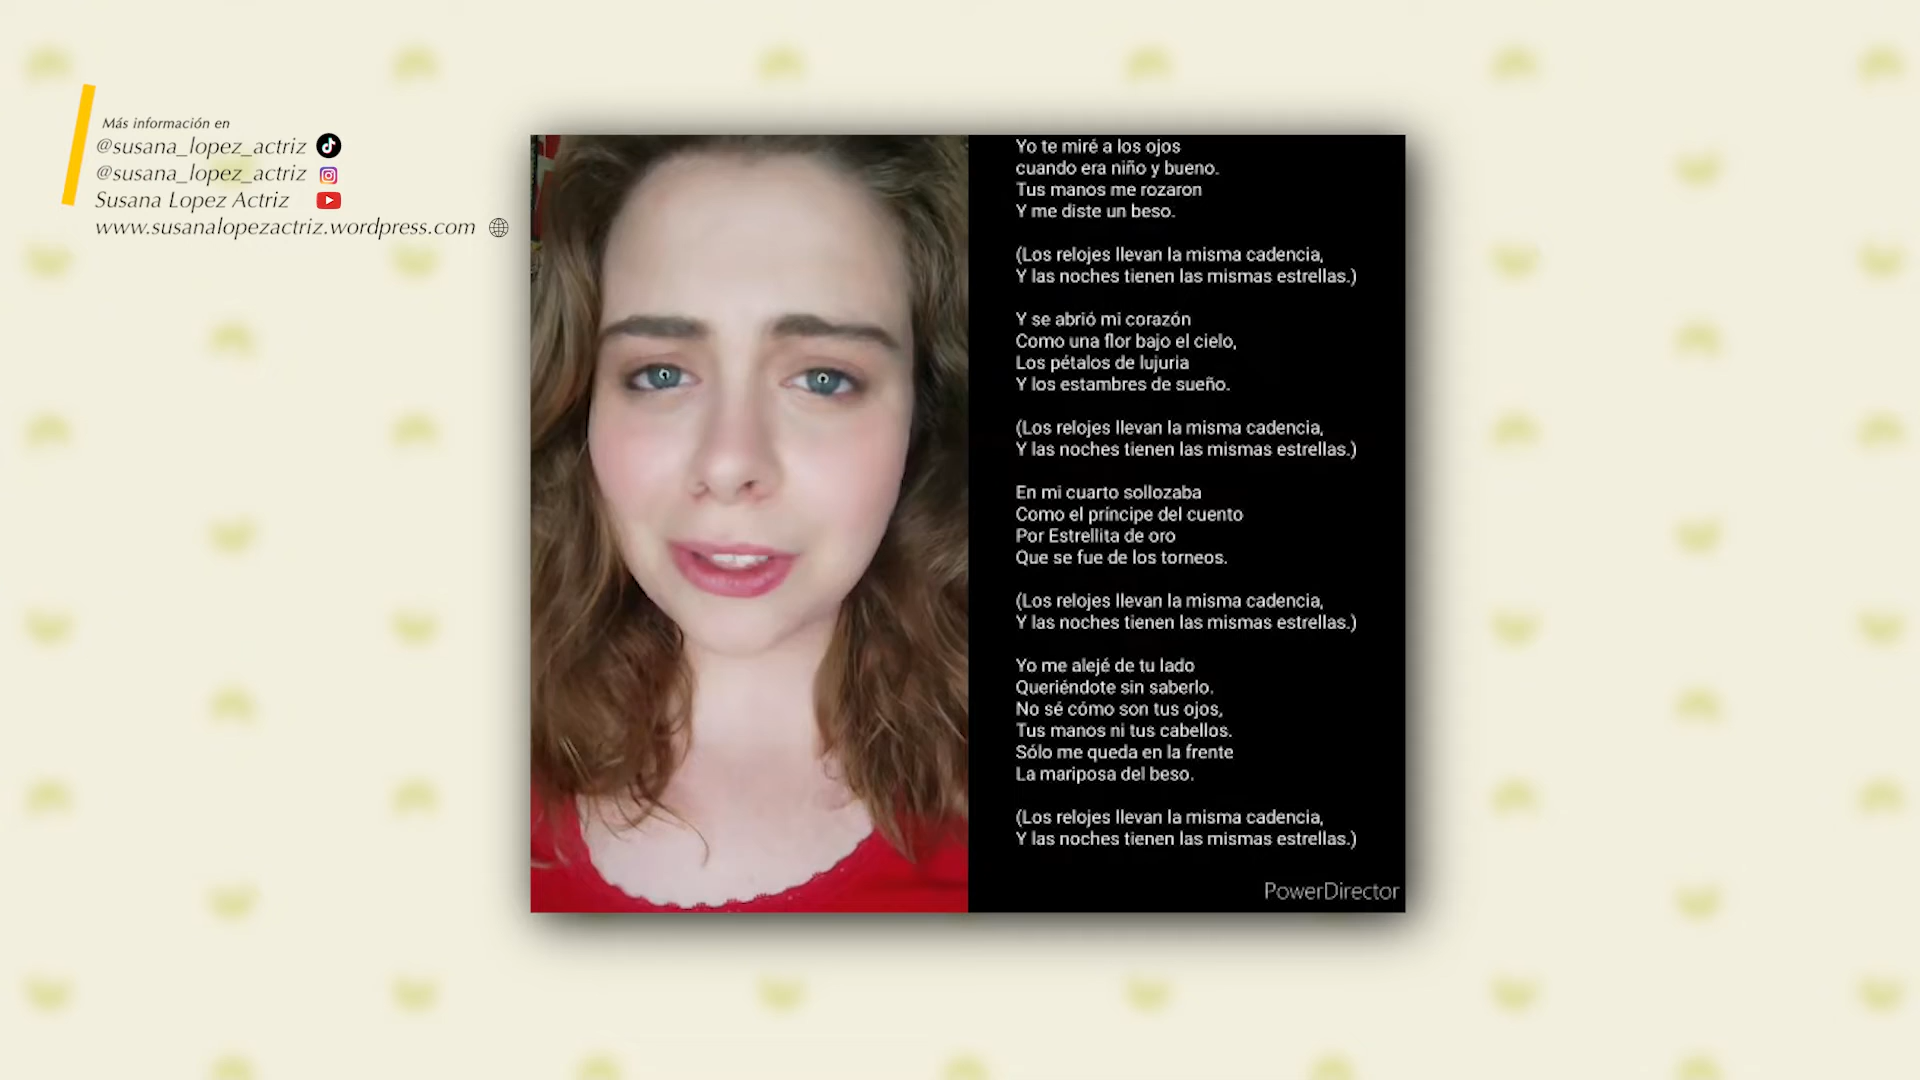 Más información en
@susana_lopez_actriz
@susana_lopez_actriz
Susana Lopez Actriz
www.susanalopezactriz.wordpress.com
Yo te miré a los ojos
cuando era niño y bueno.
Tus manos me rozaron
Y me diste un beso.
(Los relojes llevan la misma cadencia,
Y las noches tienen las mismas estrellas.)
Y se abrió mi corazón
Como una flor bajo el cielo,
Los pétalos de lujuria
Y los estambres de sueño.
(Los relojes llevan la misma cadencia,
Y las noches tienen las mismas estrellas.)
En mi cuarto sollozaba
Como el príncipe del cuento
Por Estrellita de oro
Que se fue de los torneos.
(Los relojes llevan la misma cadencia,
Y las noches tienen las mismas estrellas.)
Yo me alejé de tu lado
Queriéndote sin saberlo.
No sé cómo son tus ojos,
Tus manos ni tus cabellos.
Sólo me queda en la frente
La mariposa del beso.
(Los relojes llevan la misma cadencia,
Y las noches tienen las mismas estrellas.)
PowerDirector